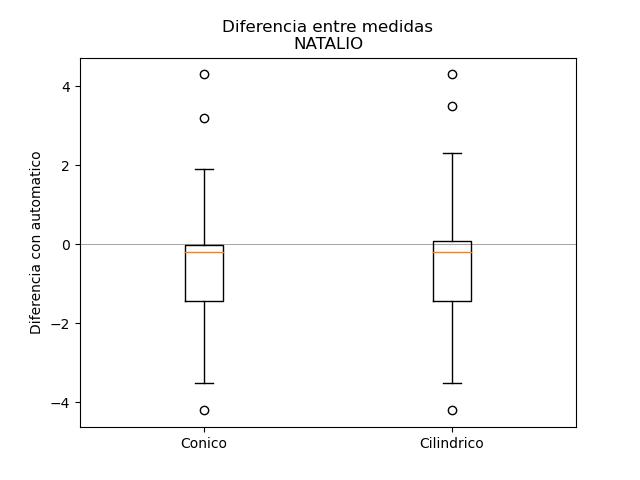 Diferencia entre medidas
NATALIO
Diferencia con automatico
4
2
0
−2
−4
Conico
Cilindrico